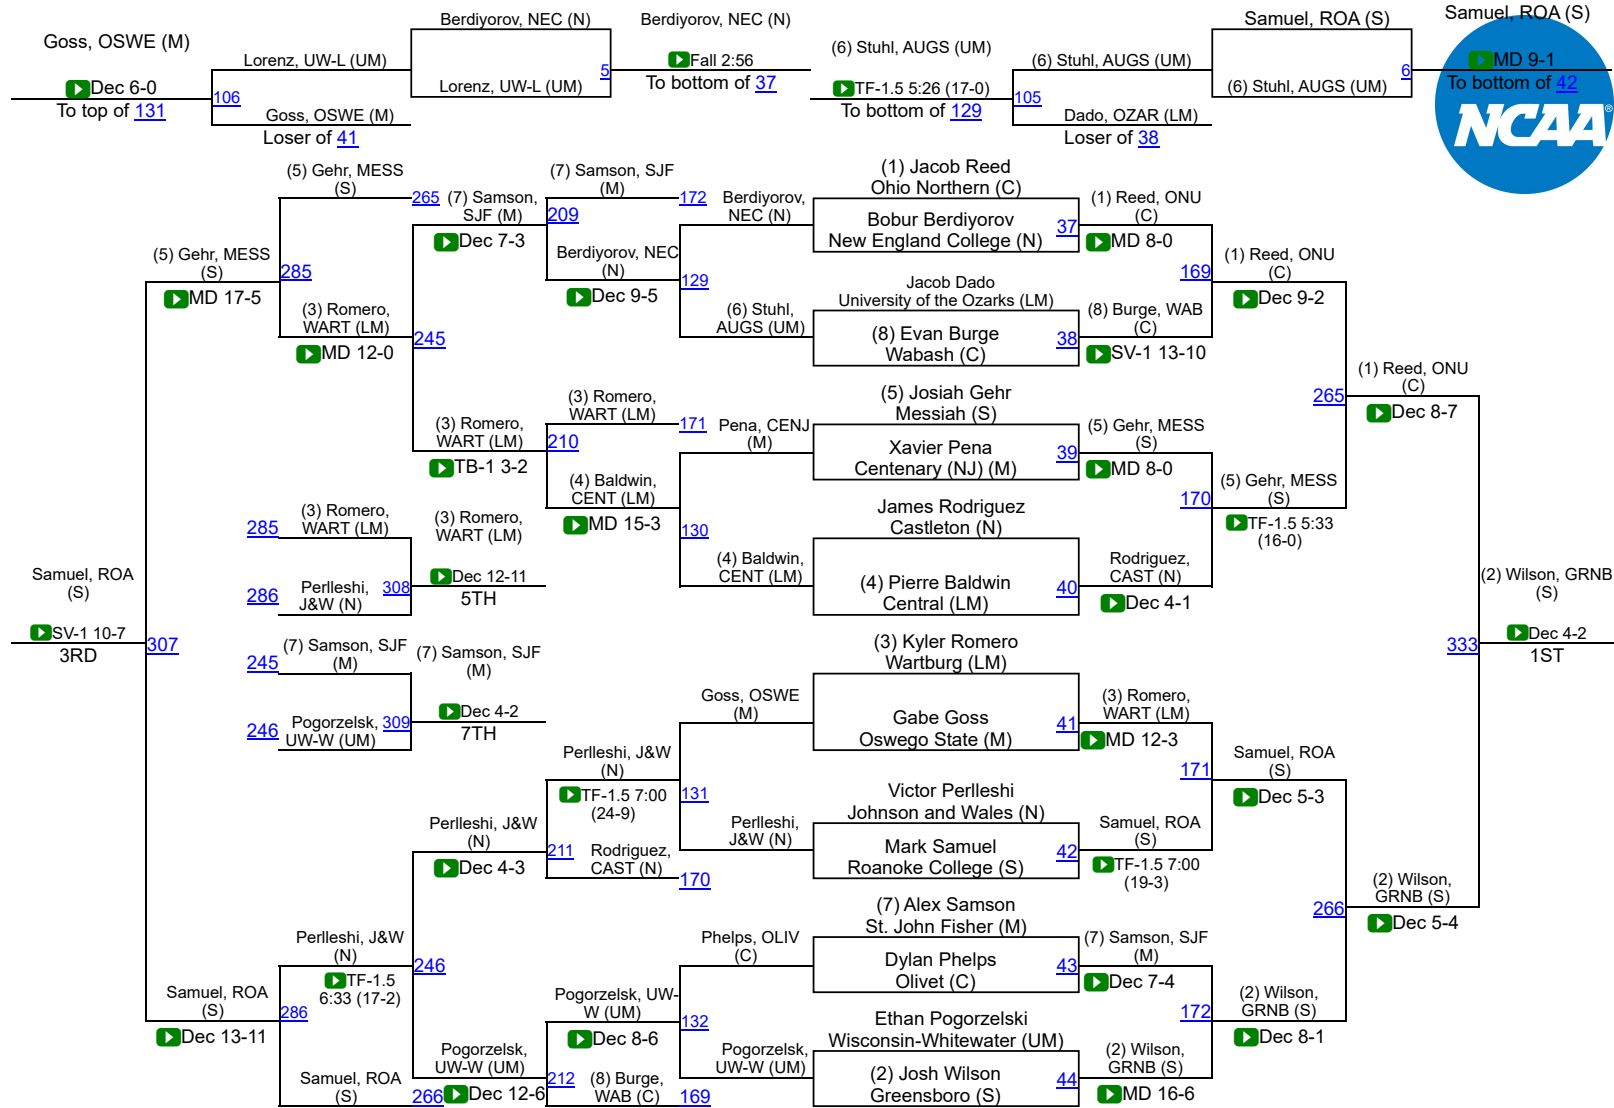 Goss, OSWE (M)
Dec 6-0
To top of 131
Lorenz, UW-L (UM)
106
Goss, OSWE (M)
Loser of 41
Berdiyorov, NEC (N)
Lorenz, UW-L (UM)
5
Berdiyorov, NEC (N)
Fall 2:56
To bottom of 37
(6) Stuhl, AUGS (UM)
TF-1.5 5:26 (17-0)
To bottom of 129
(6) Stuhl, AUGS (UM)
105
Dado, OZAR (LM)
Loser of 38
Samuel, ROA (S)
(6) Stuhl, AUGS (UM)
6
Samuel, ROA (S)
MD 9-1
To bottom of 42
NCAA®
(1) Jacob Reed
Ohio Northern (C)
Bobur Berdiyorov
New England College (N)
37
Jacob Dado
University of the Ozarks (LM)
(8) Evan Burge
Wabash (C)
38
(5) Josiah Gehr
Messiah (S)
Xavier Pena
Centenary (NJ) (M)
39
James Rodriguez
Castleton (N)
(4) Pierre Baldwin
Central (LM)
40
(3) Kyler Romero
Wartburg (LM)
Gabe Goss
Oswego State (M)
41
Victor Perlleshi
Johnson and Wales (N)
Mark Samuel
Roanoke College (S)
42
(7) Alex Samson
St. John Fisher (M)
Dylan Phelps
Olivet (C)
43
Ethan Pogorzelski
Wisconsin-Whitewater (UM)
(2) Josh Wilson
Greensboro (S)
44
(1) Reed, ONU
(C)
MD 8-0
169
(8) Burge, WAB
(C)
SV-1 13-10
(5) Gehr, MESS
(S)
MD 8-0
170
Rodriguez,
CAST (N)
Dec 4-1
(3) Romero,
WART (LM)
MD 12-3
171
Samuel, ROA
(S)
TF-1.5 7:00
(19-3)
(7) Samson, SJF
(M)
Dec 7-4
172
(2) Wilson,
GRNB (S)
MD 16-6
(1) Reed, ONU
(C)
Dec 9-2
265
(5) Gehr, MESS
(S)
TF-1.5 5:33
(16-0)
Samuel, ROA
(S)
Dec 5-3
266
(2) Wilson,
GRNB (S)
Dec 8-1
(1) Reed, ONU
(C)
Dec 8-7
333
(2) Wilson,
GRNB (S)
Dec 5-4
(2) Wilson, GRNB
(S)
Dec 4-2
1ST
Berdiyorov,
NEC (N)
129
(6) Stuhl,
AUGS (UM)
Pena, CENJ
(M)
130
(4) Baldwin,
CENT (LM)
Goss, OSWE
(M)
131
Perlleshi,
J&W (N)
Phelps, OLIV
(C)
132
Pogorzelsk,
UW-W (UM)
(7) Samson, SJF
(M)
172
209
Berdiyorov, NEC
(N)
Dec 9-5
(3) Romero,
WART (LM)
171
210
(4) Baldwin,
CENT (LM)
MD 15-3
Perlleshi, J&W
(N)
TF-1.5 7:00
(24-9)
211
Rodriguez,
CAST (N)
170
Pogorzelsk, UW-
W (UM)
Dec 8-6
212
(8) Burge,
WAB (C)
169
(7) Samson,
SJF (M)
Dec 7-3
245
(3) Romero,
WART (LM)
TB-1 3-2
Perlleshi, J&W
(N)
Dec 4-3
246
Pogorzelsk,
UW-W (UM)
Dec 12-6
(5) Gehr, MESS
(S)
265
285
(3) Romero,
WART (LM)
MD 12-0
285
(3) Romero,
WART (LM)
286
Perlleshi,
J&W (N)
308
(3) Romero,
WART (LM)
Dec 12-11
5TH
245
(7) Samson, SJF
(M)
246
Pogorzelsk,
UW-W (UM)
309
(7) Samson, SJF
(M)
Dec 4-2
7TH
Perlleshi, J&W
(N)
TF-1.5
6:33 (17-2)
286
Samuel, ROA
(S)
266
(5) Gehr, MESS
(S)
MD 17-5
307
Samuel, ROA
(S)
Dec 13-11
Samuel, ROA
(S)
SV-1 10-7
3RD